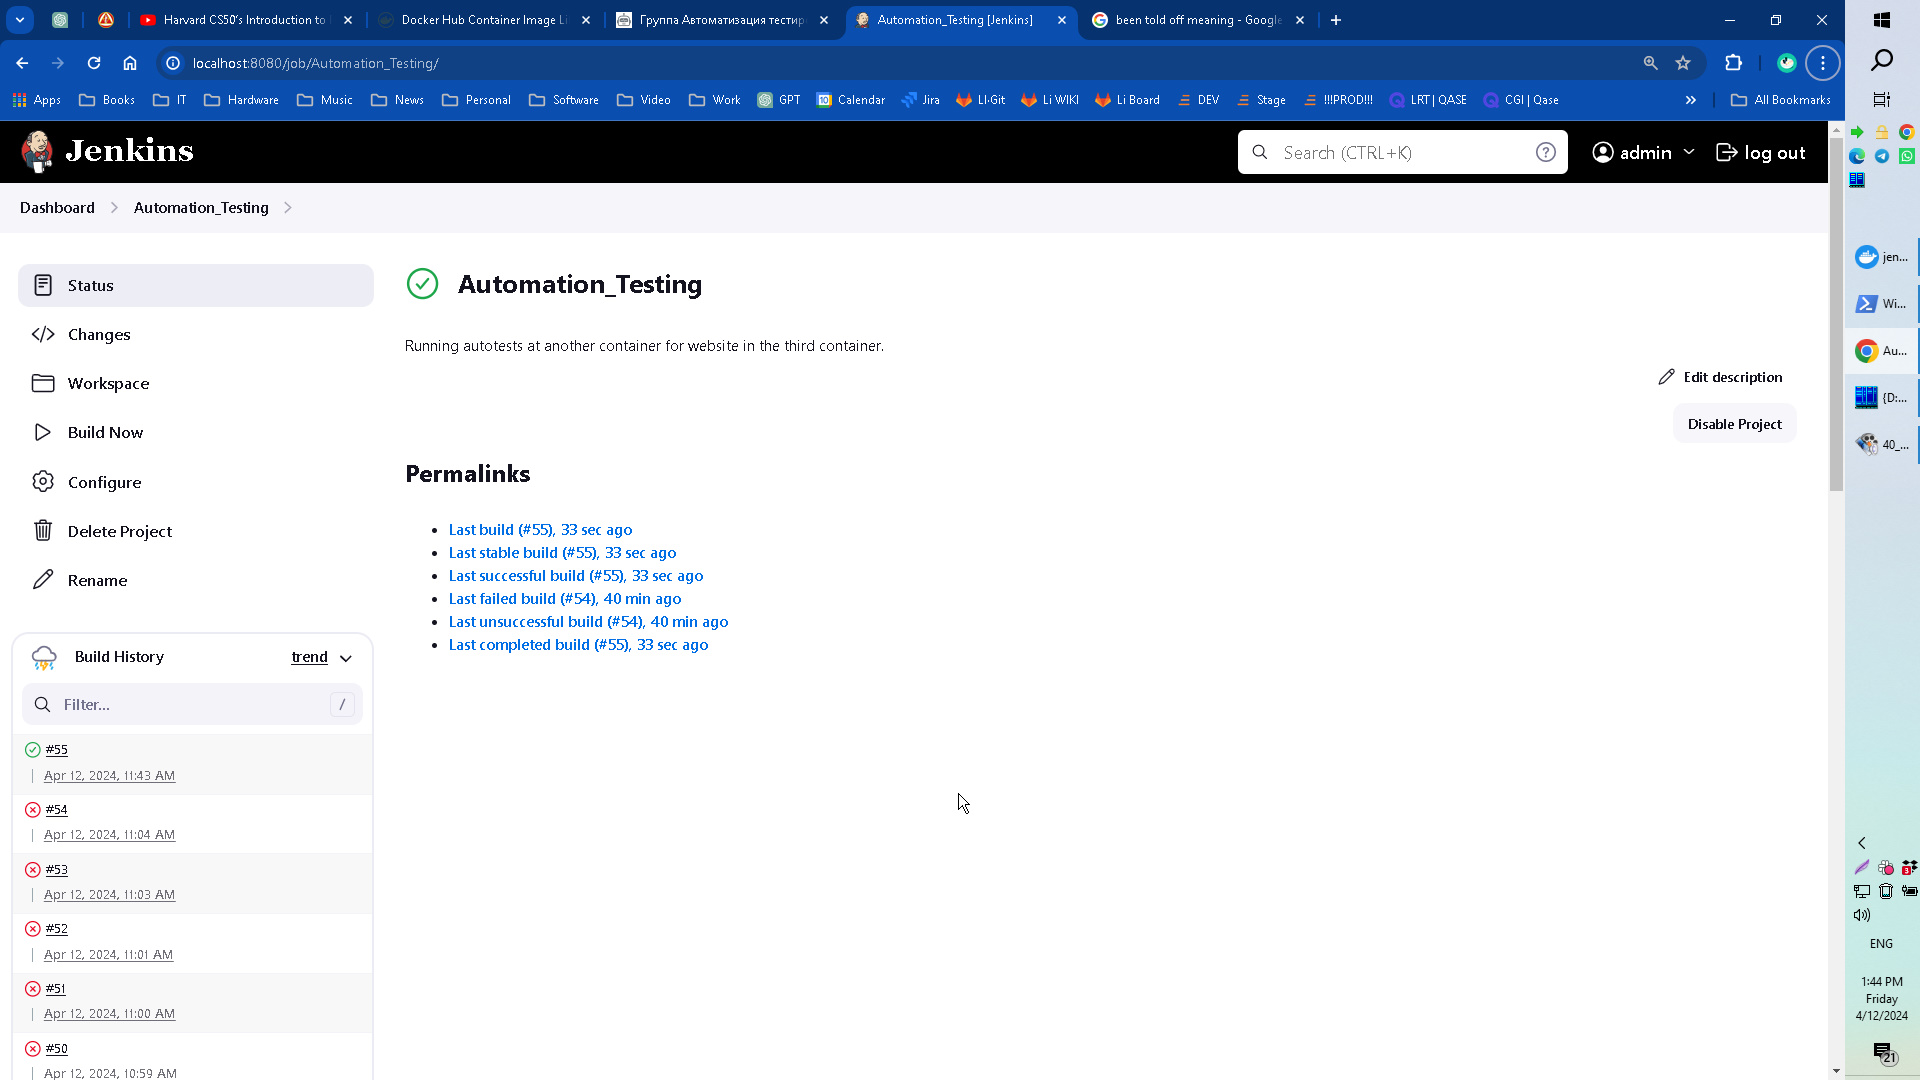 Harvard CS50's Introduction to
Docker Hub Container Image Li
Группа Автоматизация тестир
Automation_Testing [Jenkins]
been told off meaning - Google
localhost:8080/job/Automation_Testing/
Apps
Books
IT
Hardware
Music
News
Personal
Software
Video
Work
GPT
Calendar
Jira
LI-Git
Li WIKI
Li Board
DEV
Stage
!!!PROD!!!
LRT | QASE
CGI | Qase
All Bookmarks
Jenkins
Search (CTRL+K)
admin
log out
Dashboard
Automation_Testing
Status
Changes
Workspace
Build Now
Configure
Delete Project
Rename
Automation_Testing
Running autotests at another container for website in the third container.
Edit description
Disable Project
Permalinks
Last build (#55), 33 sec ago
Last stable build (#55), 33 sec ago
Last successful build (#55), 33 sec ago
Last failed build (#54), 40 min ago
Last unsuccessful build (#54), 40 min ago
Last completed build (#55), 33 sec ago
Build History
trend
Filter...
/
#55
Apr 12, 2024, 11:43 AM
#54
Apr 12, 2024, 11:04 AM
#53
Apr 12, 2024, 11:03 AM
#52
Apr 12, 2024, 11:01 AM
#51
Apr 12, 2024, 11:00 AM
#50
Apr 12, 2024, 10:59 AM
jen...
Wi...
Au...
{D:...
40_...
3
ENG
1:44 PM
Friday
4/12/2024
21